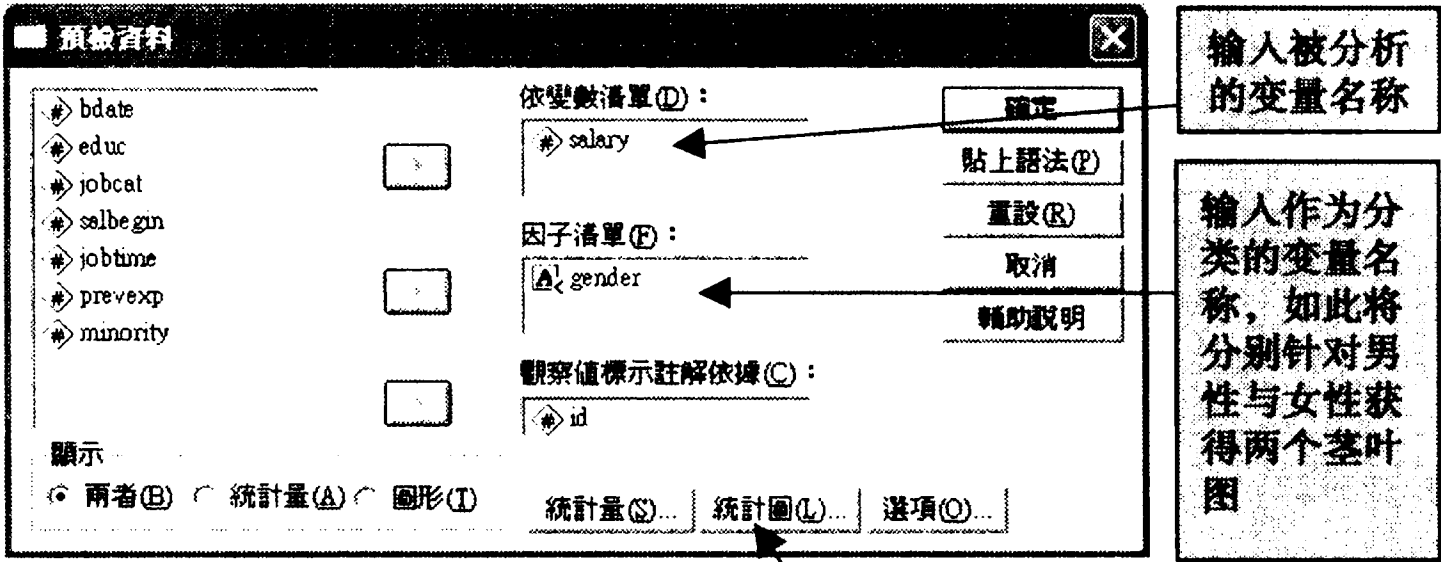 預檢資料
bdate
educ
jobcat
salbegin
jobtime
prevexp
minority
顯示
兩者(B) 統計量(A) 圖形(T)
依變數清單(D)：
salary
因子清單(F)：
gender
觀察值標示註解依據(C)：
id
統計量(S)... 統計圖(L)... 選項(O)...
確定
貼上語法(P)
重設(R)
取消
輔助說明
输入被分析
的变量名称
输入作为分
类的变量名
称，如此将
分别针对男
性与女性获
得两个茎叶
图